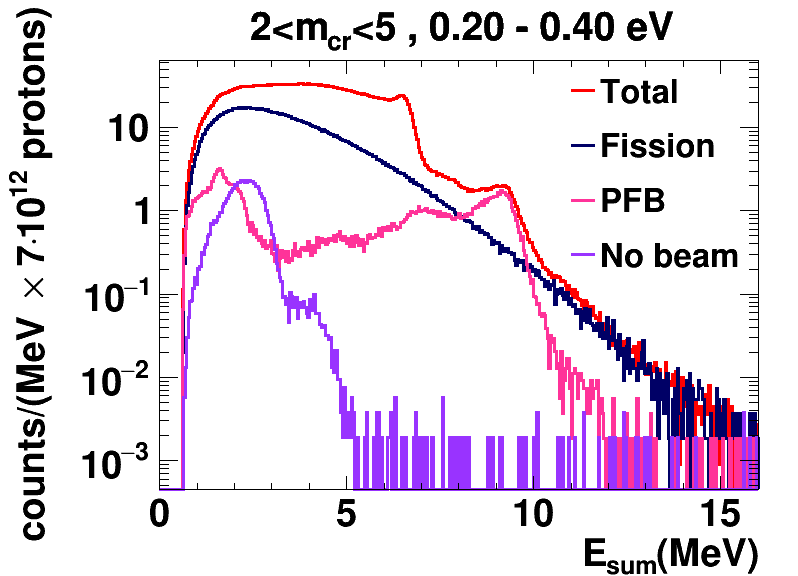 2<m_cr<5 , 0.20 - 0.40 eV
counts/(MeV × 7·10^12 protons)
Total
Fission
PFB
No beam
10
1
10^−1
10^−2
10^−3
0 5 10 15
E_sum(MeV)